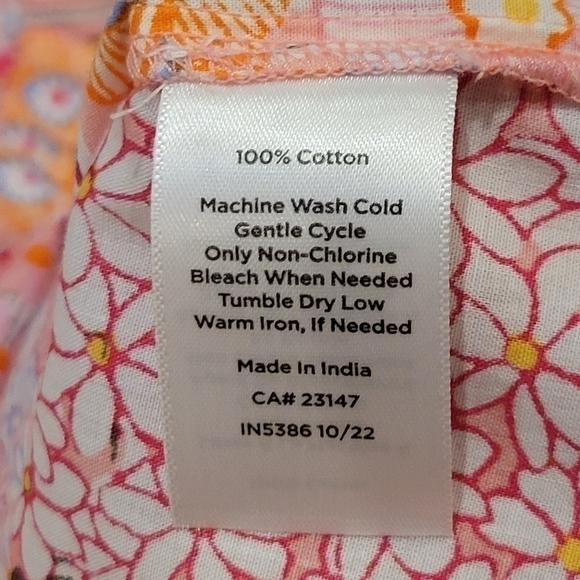 100% Cotton
Machine Wash Cold
Gentle Cycle
Only Non-Chlorine
Bleach When Needed
Tumble Dry Low
Warm Iron, If Needed
Made In India
CA# 23147
IN5386 10/22